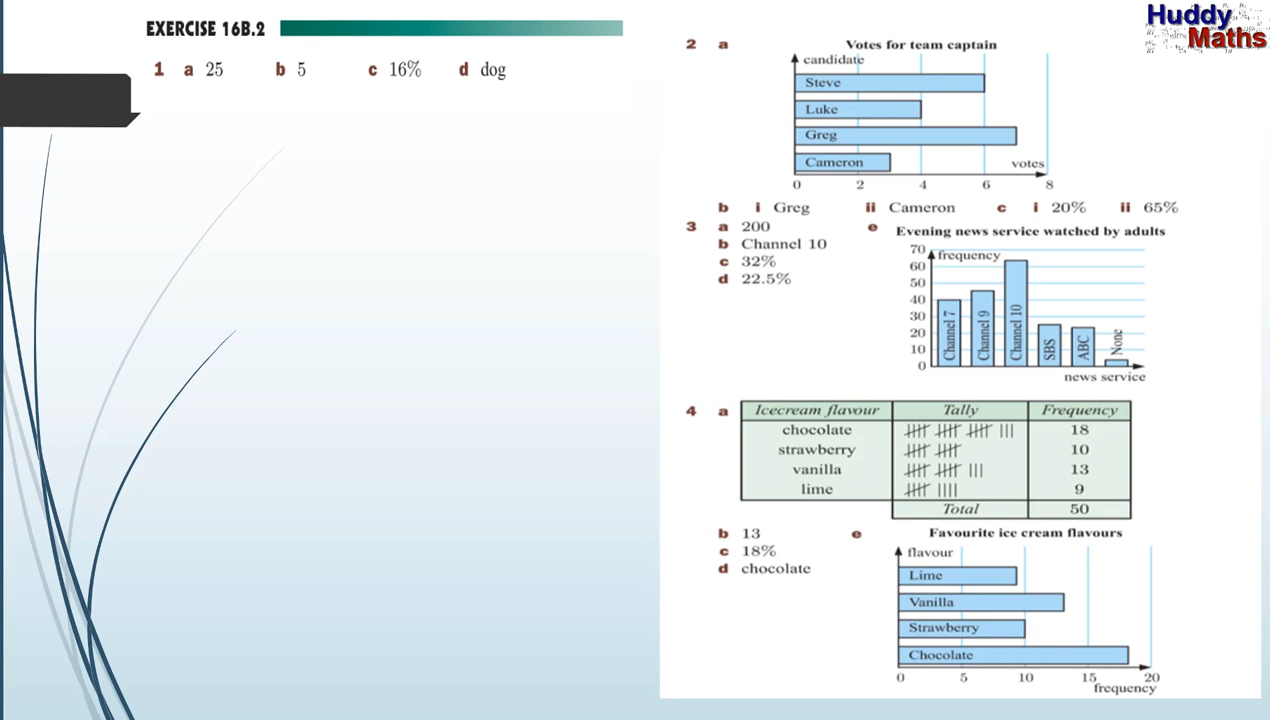 EXERCISE 16B.2
1 a 25 b 5 c 16% d dog
Huddy
Maths
2 a Votes for team captain
candidate
Steve
Luke
Greg
Cameron
votes
0 2 4 6 8
b i Greg ii Cameron c i 20% ii 65%
3 a 200
b Channel 10
c 32%
d 22.5%
e Evening news service watched by adults
frequency
70
60
50
40
30
20
10
0
Channel 7
Channel 9
Channel 10
SBS
ABC
None
news service
4 a Icecream flavour Tally Frequency
chocolate 18
strawberry 10
vanilla 13
lime 9
Total 50
b 13
c 18%
d chocolate
e Favourite ice cream flavours
flavour
Lime
Vanilla
Strawberry
Chocolate
0 5 10 15 20
frequency